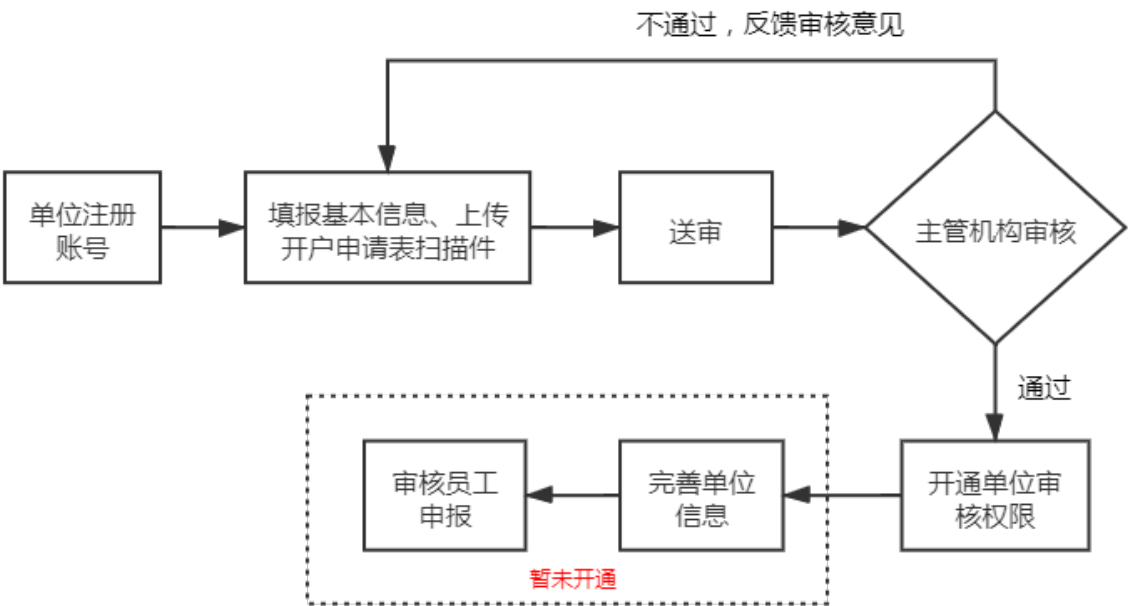 不通过，反馈审核意见
单位注册
账号
填报基本信息、上传
开户申请表扫描件
送审
主管机构审核
通过
审核员工
申报
完善单位
信息
开通单位审
核权限
暂未开通